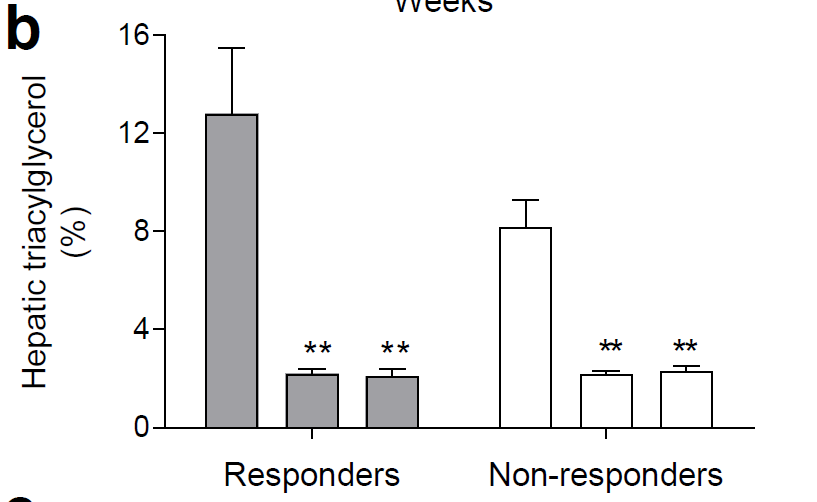 Weeks
b
Hepatic triacylglycerol
(%)
16
12
8
4
0
** ** ** **
Responders Non-responders